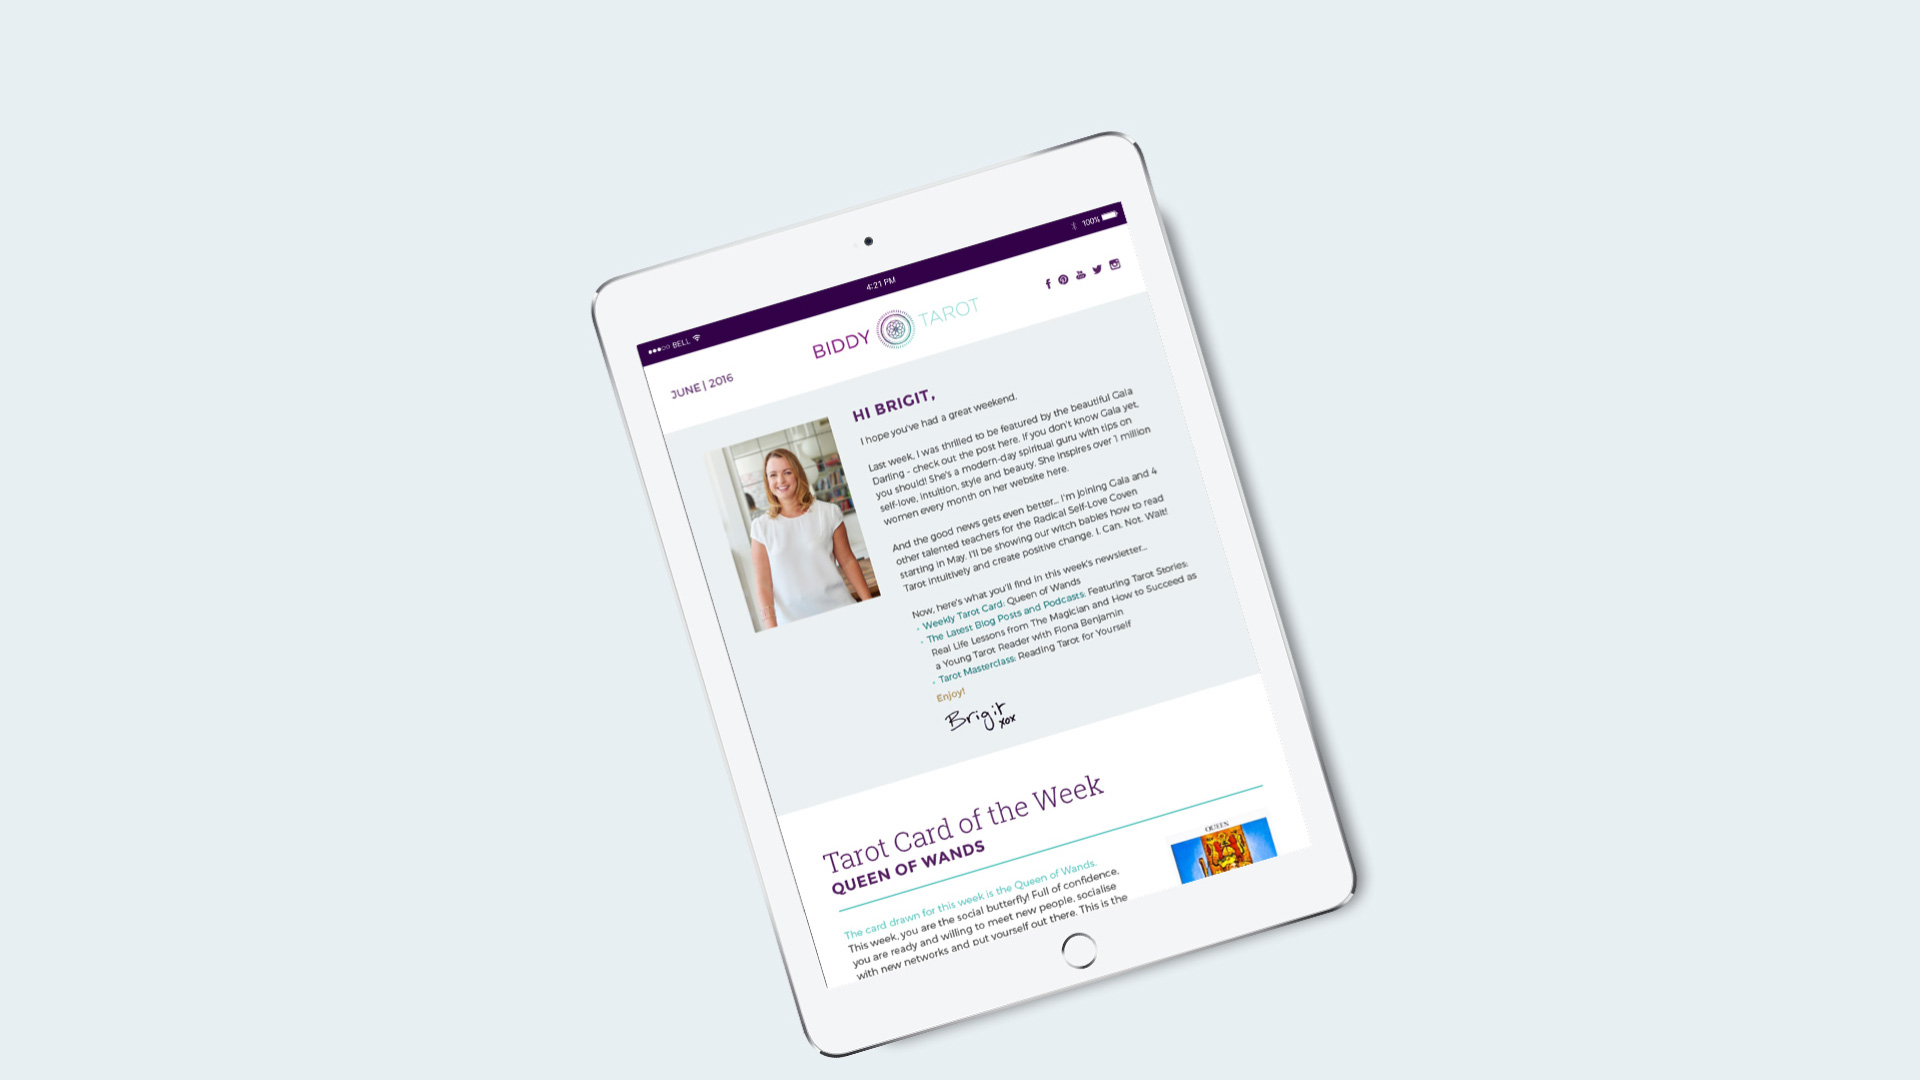 BELL
4:21 PM
100%
JUNE | 2016
BIDDY TAROT
HI BRIGIT,
I hope you've had a great weekend.
Last week, I was thrilled to be featured by the beautiful Gala
Darling - check out the post here. If you don't know Gala yet,
you should! She's a modern-day spiritual guru with tips on
self-love, intuition, style and beauty. She inspires over 1 million
women every month on her website here.
And the good news gets even better... I'm joining Gala and 4
other talented teachers for the Radical Self-Love Coven
starting in May. I'll be showing our witch babies how to read
Tarot intuitively and create positive change. I. Can. Not. Wait!
Now, here's what you'll find in this week's newsletter...
• Weekly Tarot Card: Queen of Wands
• The Latest Blog Posts and Podcasts: Featuring Tarot Stories:
Real Life Lessons from The Magician and How to Succeed as
a Young Tarot Reader with Fiona Benjamin
• Tarot Masterclass: Reading Tarot for Yourself
Enjoy!
Brigit
xox
Tarot Card of the Week
QUEEN OF WANDS
The card drawn for this week is the Queen of Wands.
This week, you are the social butterfly! Full of confidence,
you are ready and willing to meet new people, socialise
with new networks and put yourself out there. This is the
QUEEN